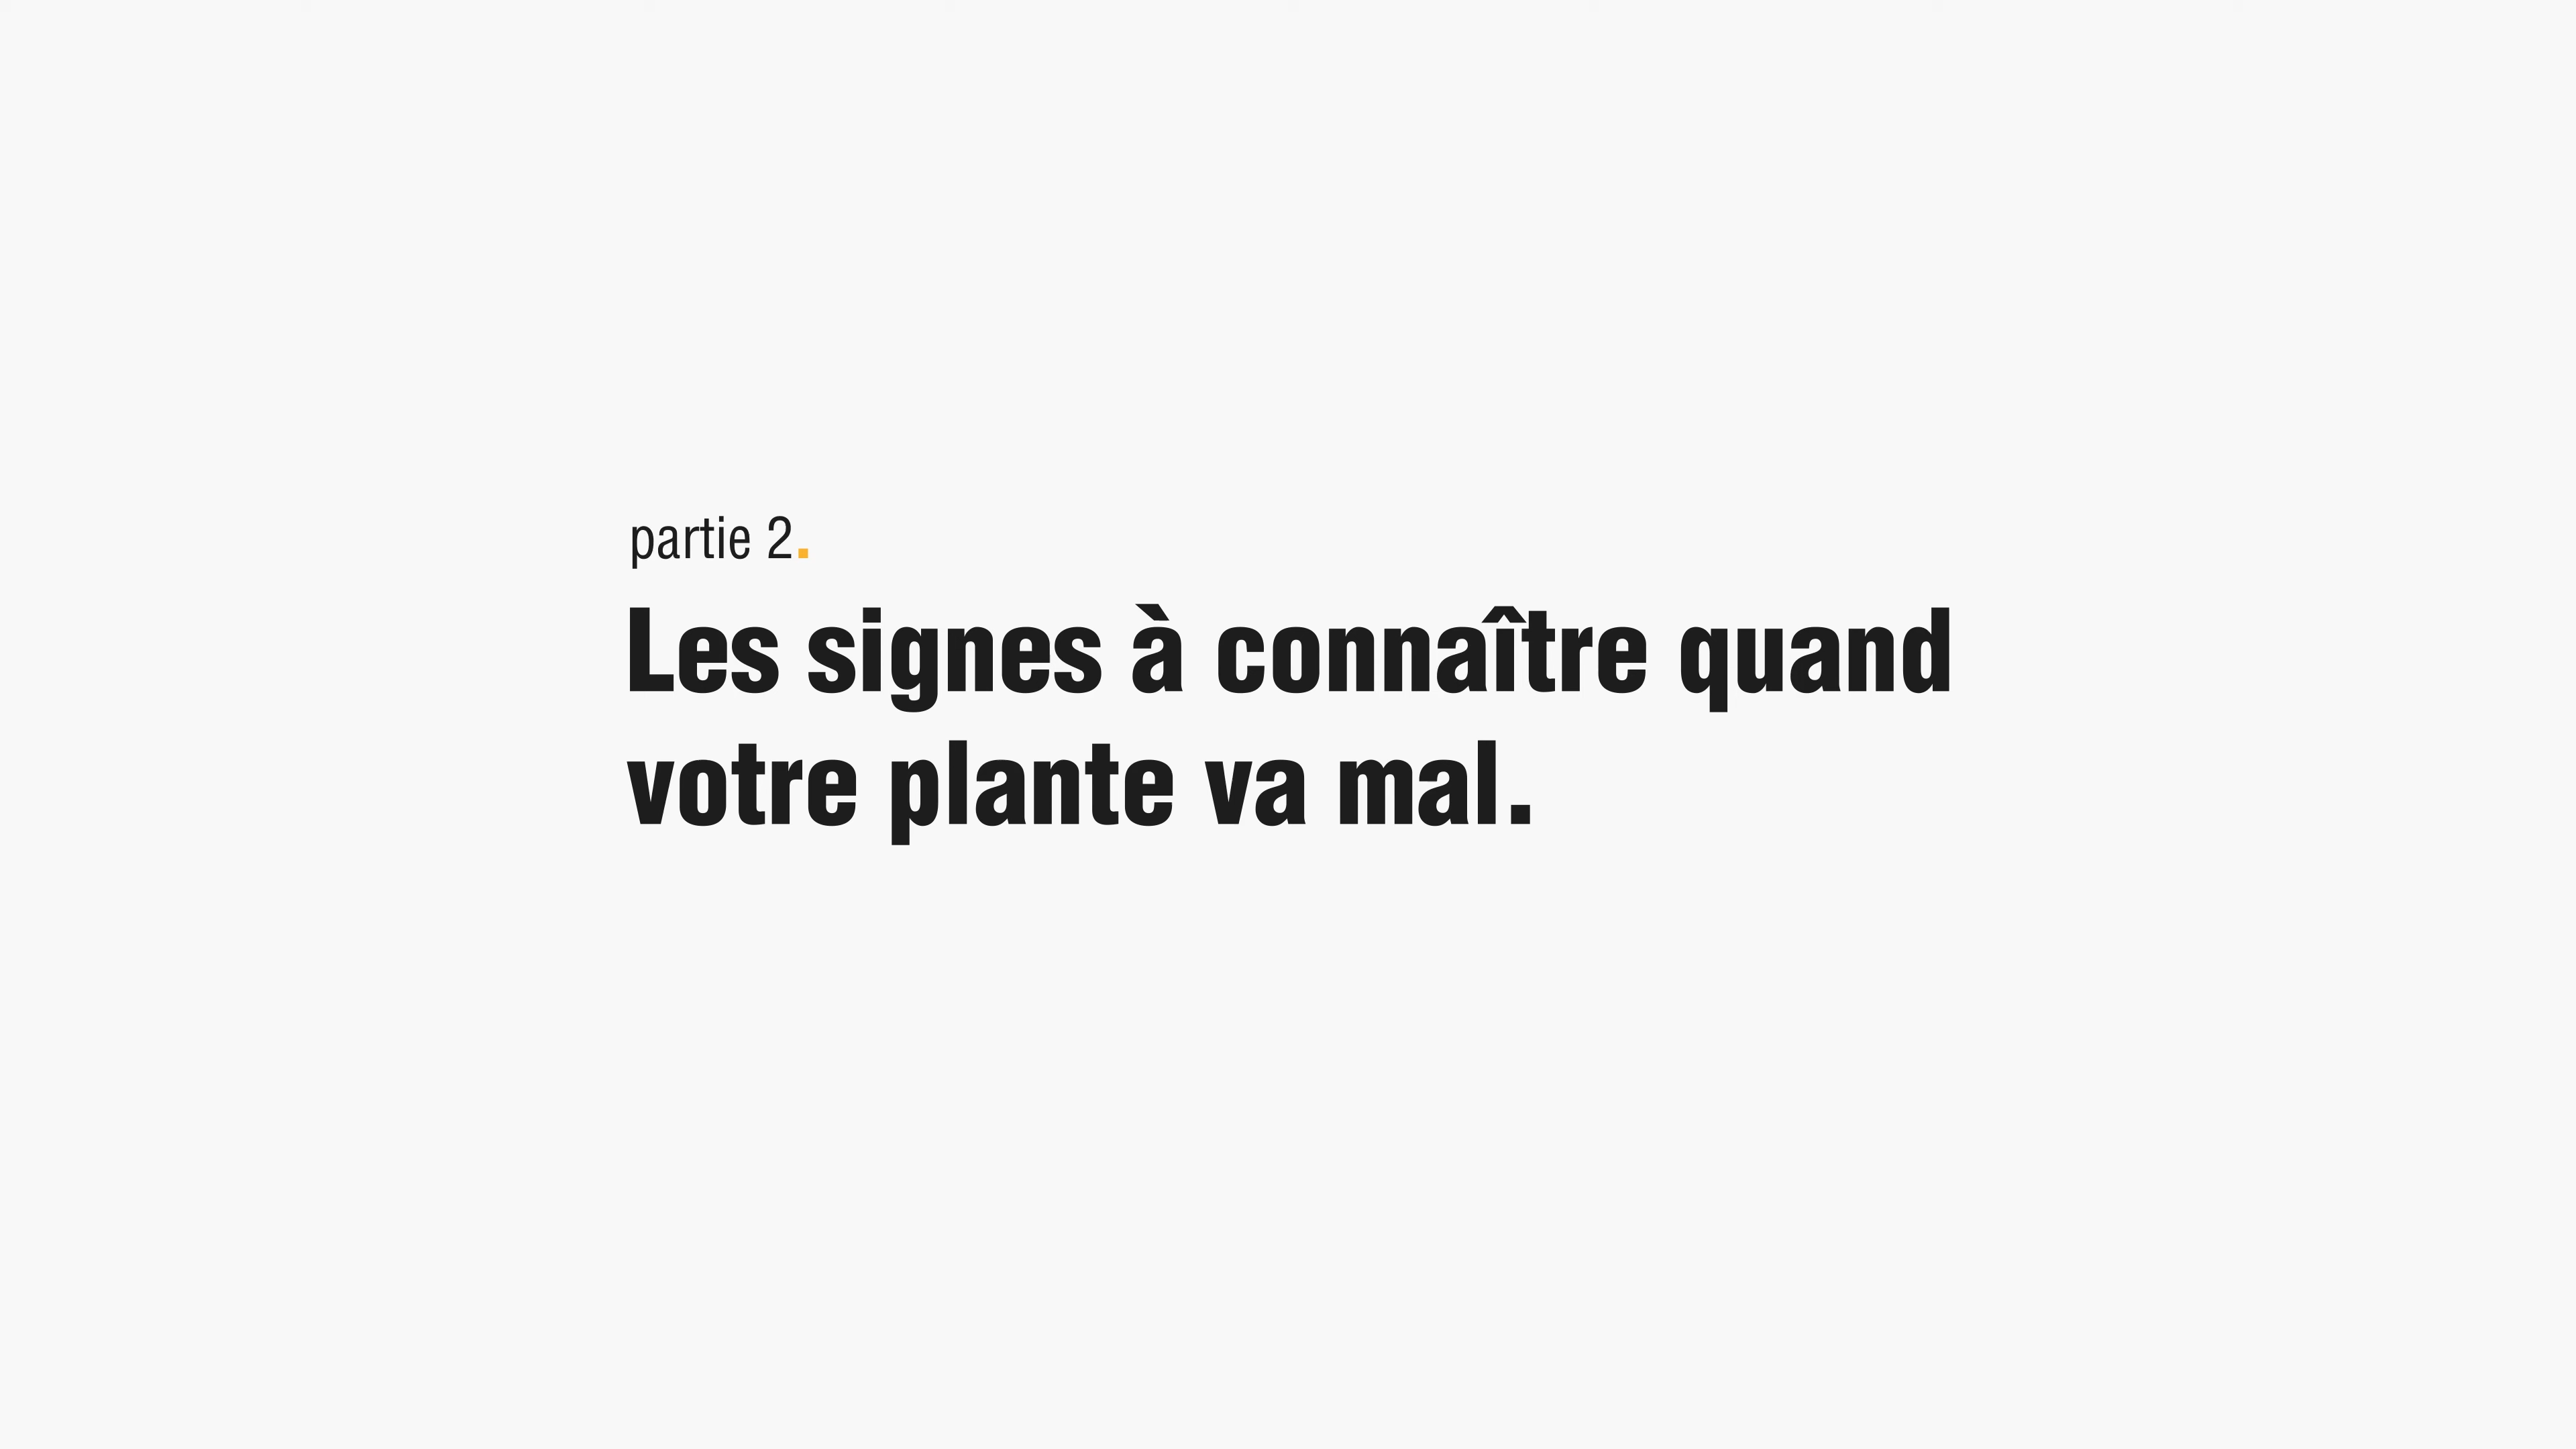 partie 2.
Les signes à connaître quand
votre plante va mal.